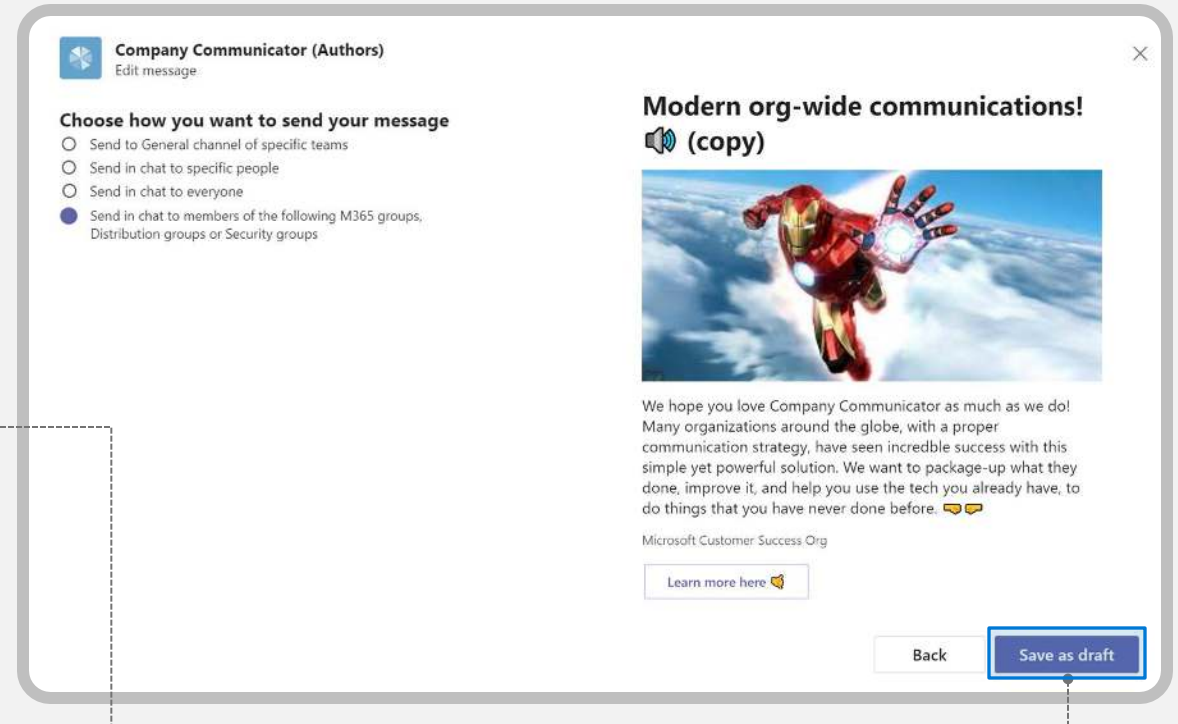 Company Communicator (Authors)
Edit message
Choose how you want to send your message
Send to General channel of specific teams
Send in chat to specific people
Send in chat to everyone
Send in chat to members of the following M365 groups,
Distribution groups or Security groups
Modern org-wide communications!
🔊 (copy)
We hope you love Company Communicator as much as we do!
Many organizations around the globe, with a proper
communication strategy, have seen incredble success with this
simple yet powerful solution. We want to package-up what they
done, improve it, and help you use the tech you already have, to
do things that you have never done before. 🤜🤛
Microsoft Customer Success Org
Learn more here
Back
Save as draft